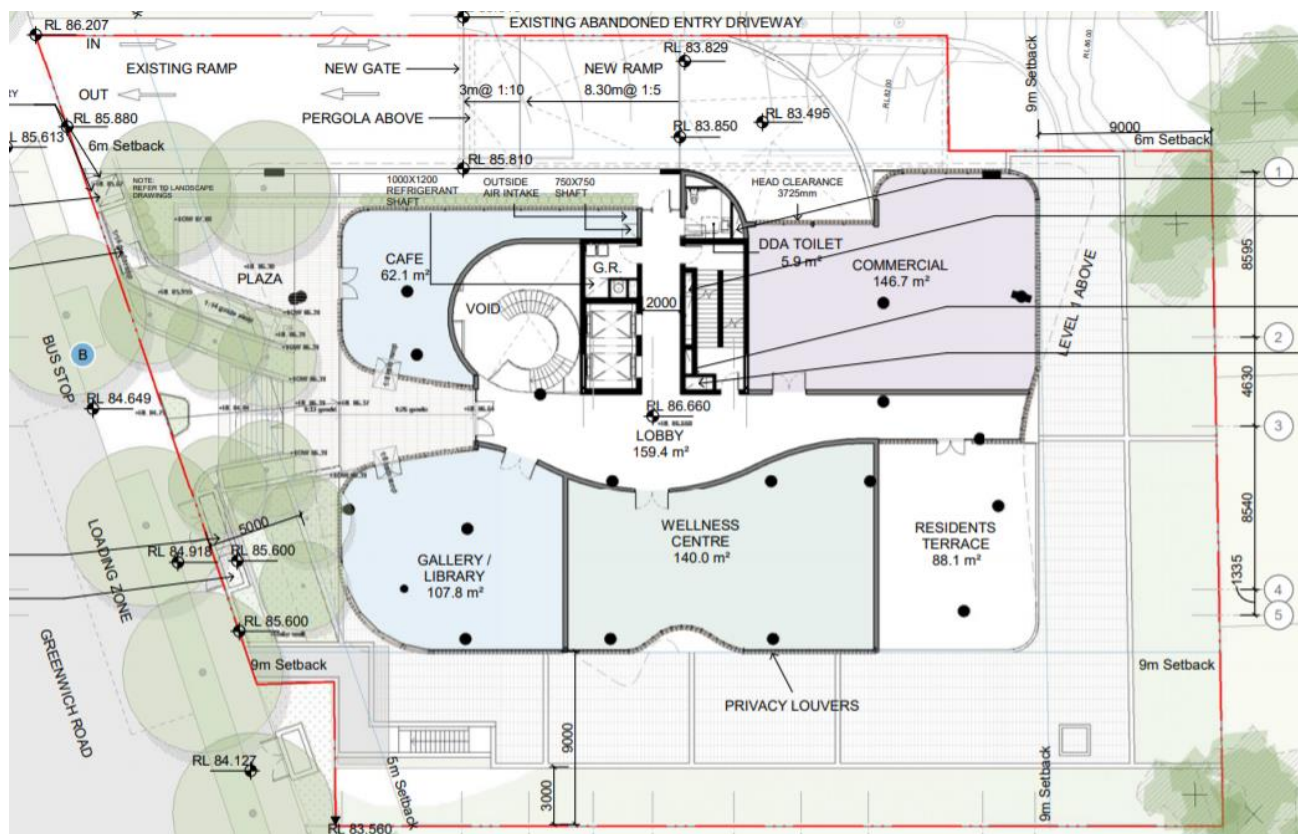 EXISTING ABANDONED ENTRY DRIVEWAY
RL 86.207
IN
EXISTING RAMP
OUT
NEW GATE
NEW RAMP
RL 83.829
3m@ 1:10
8.30m @ 1:5
PERGOLA ABOVE
RL 83.495
RL 83.850
RL 82.00
RL 86.00
9m Setback
9000
6m Setback
RL 85.880
RL 85.613
6m Setback
RL 85.810
NOTE:
REFER TO LANDSCAPE
DRAWINGS
1000X1200
REFRIGERANT
SHAFT
OUTSIDE
AIR INTAKE
750X750
SHAFT
HEAD CLEARANCE
3725mm
1
CAFE
62.1 m²
G.R.
DDA TOILET
5.9 m²
COMMERCIAL
146.7 m²
8595
PLAZA
VOID
2000
LEVEL 1 ABOVE
2
B
BUS STOP
4630
RL 84.649
RL 86.660
LOBBY
159.4 m²
3
5000
LOADING ZONE
RL 84.918
RL 85.600
GALLERY /
LIBRARY
107.8 m²
WELLNESS
CENTRE
140.0 m²
RESIDENTS
TERRACE
88.1 m²
8540
1335
4
5
RL 85.600
GREENWICH ROAD
9m Setback
9m Setback
PRIVACY LOUVERS
9000
RL 84.127
5m Setback
3000
9m Setback
RL 83.560